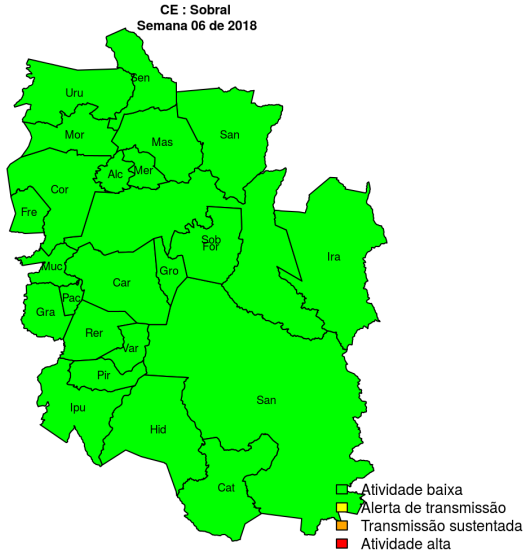 CE : Sobral
Semana 06 de 2018
Sen
Uru
Mor
Mas
San
Alc
Mer
Cor
Fre
Sob
For
Ira
Muc
Gro
Car
Pac
Gra
Rer
Var
Pir
San
Ipu
Hid
Cat
Atividade baixa
Alerta de transmissão
Transmissão sustentada
Atividade alta